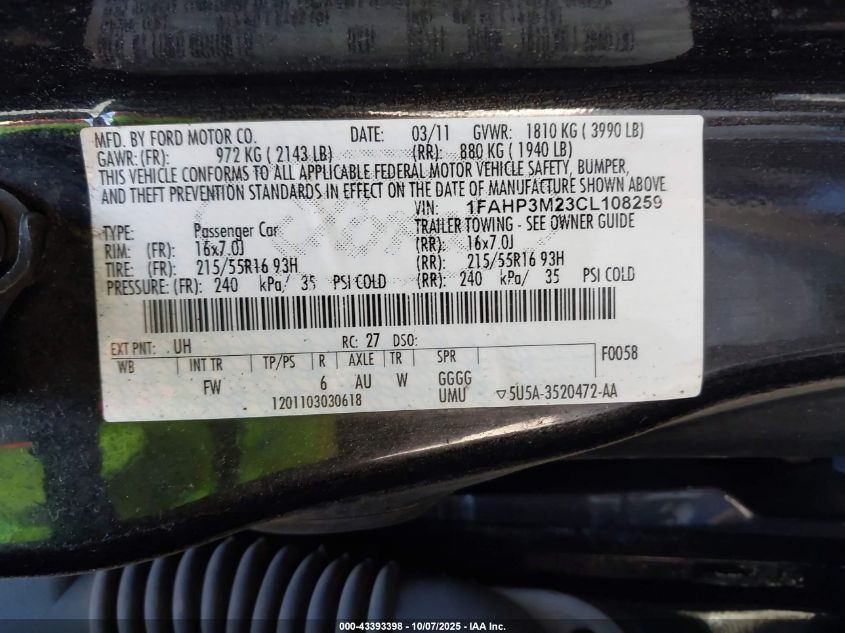 MFD. BY FORD MOTOR CO. DATE: 03/11 GVWR: 1810 KG ( 3990 LB)
GAWR: (FR): 972 KG ( 2143 LB) (RR): 880 KG ( 1940 LB)
THIS VEHICLE CONFORMS TO ALL APPLICABLE FEDERAL MOTOR VEHICLE SAFETY, BUMPER,
AND THEFT PREVENTION STANDARDS IN EFFECT ON THE DATE OF MANUFACTURE SHOWN ABOVE
VIN: 1FAHP3M23CL108259
TYPE: Passenger Car TRAILER TOWING - SEE OWNER GUIDE
RIM: (FR): 16x7.0J (RR): 16x7.0J
TIRE: (FR): 215/55R16 93H (RR): 215/55R16 93H
PRESSURE: (FR): 240 kPa/ 35 PSI COLD (RR): 240 kPa/ 35 PSI COLD
EXT PNT: UH RC: 27 DSO:
WB INT TR TP/PS R AXLE TR SPR F0058
FW 6 AU W GGGG
UMU
1201103030618 ▽5U5A-3520472-AA
000-43393398 - 10/07/2025 - IAA Inc.